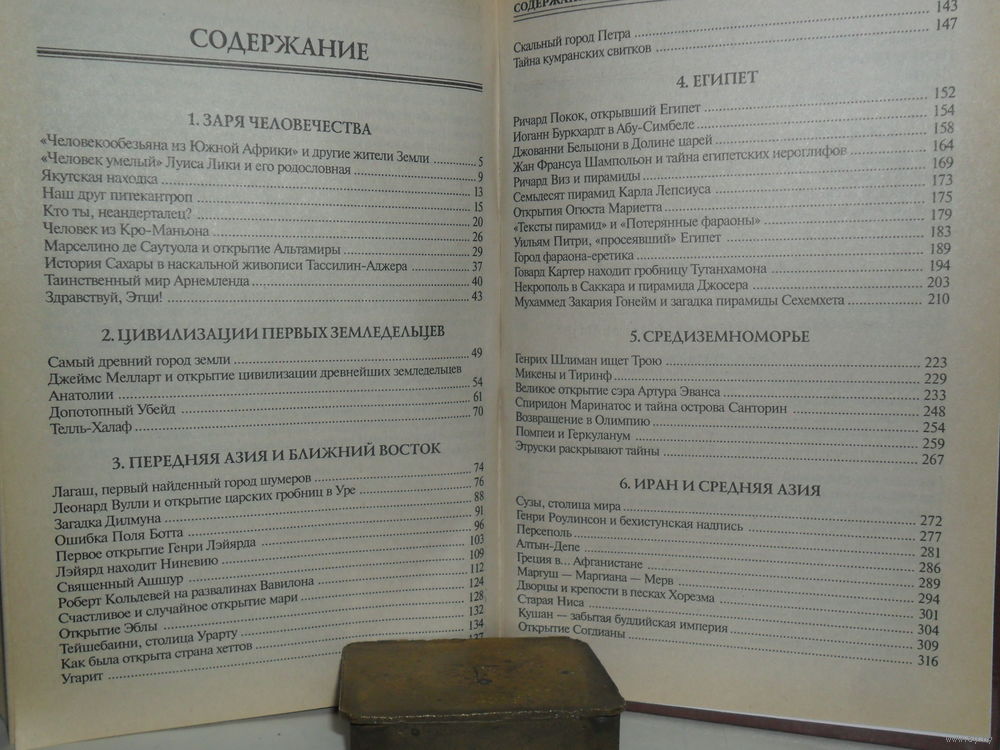 СОДЕРЖАНИЕ
1. ЗАРЯ ЧЕЛОВЕЧЕСТВА
«Человекообезьяна из Южной Африки» и другие жители Земли 5
«Человек умелый» Луиса Лики и его родословная 9
Якутская находка 13
Наш друг питекантроп 15
Кто ты, неандерталец? 20
Человек из Кро-Маньона 26
Марселино де Саутуола и открытие Альтамиры 29
История Сахары в наскальной живописи Тассилин-Аджера 37
Таинственный мир Арнемленда 40
Здравствуй, Этци! 43
2. ЦИВИЛИЗАЦИИ ПЕРВЫХ ЗЕМЛЕДЕЛЬЦЕВ
Самый древний город земли 49
Джеймс Мелларт и открытие цивилизации древнейших земледельцев
Анатолии 54
Допотопный Убейд 61
Телль-Халаф 70
3. ПЕРЕДНЯЯ АЗИЯ И БЛИЖНИЙ ВОСТОК
Лагаш, первый найденный город шумеров 74
Леонард Вулли и открытие царских гробниц в Уре 76
Загадка Дилмуна 88
Ошибка Поля Ботта 91
Первое открытие Генри Лэйярда 96
Лэйярд находит Ниневию 103
Священный Ашшур 109
Роберт Кольдевей на развалинах Вавилона 112
Счастливое и случайное открытие мари 124
Открытие Эблы 128
Тейшебаини, столица Урарту 132
Как была открыта страна хеттов 134
Угарит 137
СОДЕРЖАНИЕ
Скальный город Петра 143
Тайна кумранских свитков 147
4. ЕГИПЕТ
Ричард Покок, открывший Египет 152
Иоганн Буркхардт в Абу-Симбеле 154
Джованни Бельцони в Долине царей 158
Жан Франсуа Шампольон и тайна египетских иероглифов 164
Ричард Виз и пирамиды 169
Семьдесят пирамид Карла Лепсиуса 173
Открытия Огюста Мариетта 175
«Тексты пирамид» и «Потерянные фараоны» 179
Уильям Питри, «просеявший» Египет 183
Город фараона-еретика 189
Говард Картер находит гробницу Тутанхамона 194
Некрополь в Саккара и пирамида Джосера 203
Мухаммед Закария Гонейм и загадка пирамиды Сехемхета 210
5. СРЕДИЗЕМНОМОРЬЕ
Генрих Шлиман ищет Трою 223
Микены и Тиринф 229
Великое открытие сэра Артура Эванса 233
Спиридон Маринатос и тайна острова Санторин 248
Возвращение в Олимпию 254
Помпеи и Геркуланум 259
Этруски раскрывают тайны 267
6. ИРАН И СРЕДНЯЯ АЗИЯ
Сузы, столица мира 272
Генри Роулинсон и бехистунская надпись 277
Персеполь 281
Алтын-Депе 286
Греция в... Афганистане 289
Маргуш — Маргиана — Мерв 294
Дворцы и крепости в песках Хорезма 301
Старая Ниса 304
Кушан — забытая буддийская империя 309
Открытие Согдианы 316